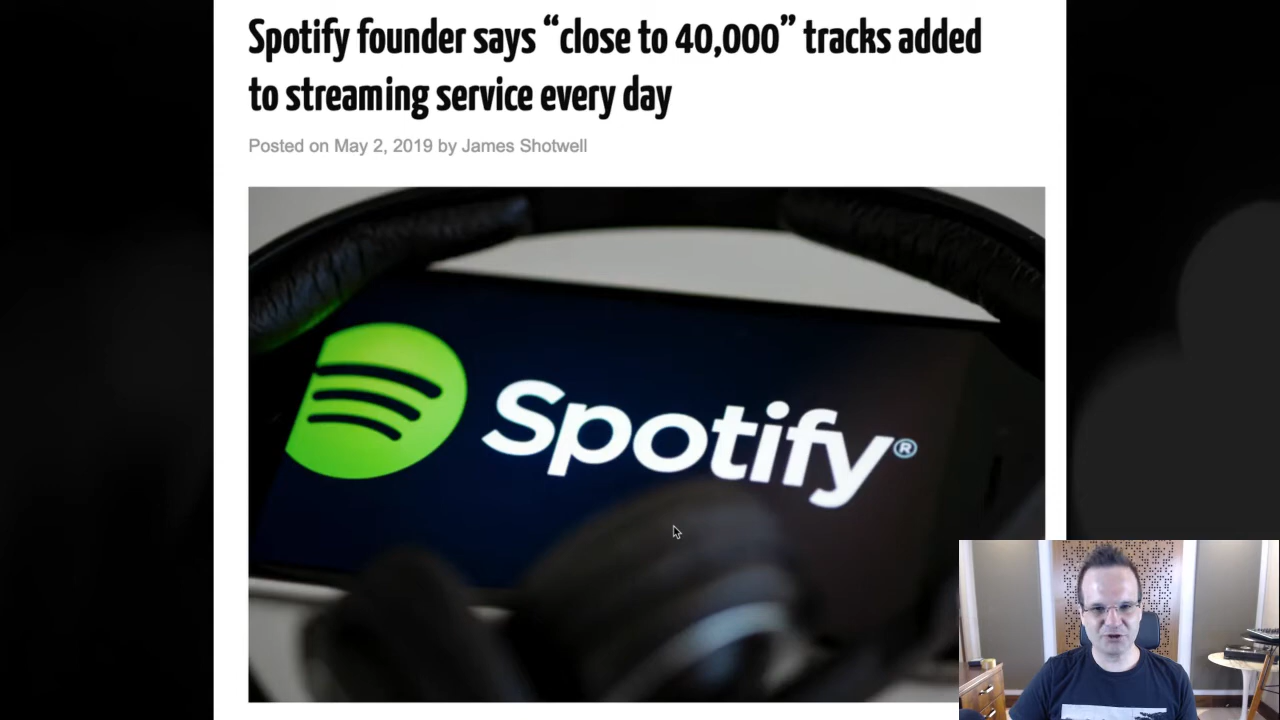 Spotify founder says “close to 40,000” tracks added
to streaming service every day
Posted on May 2, 2019 by James Shotwell
Spotify®